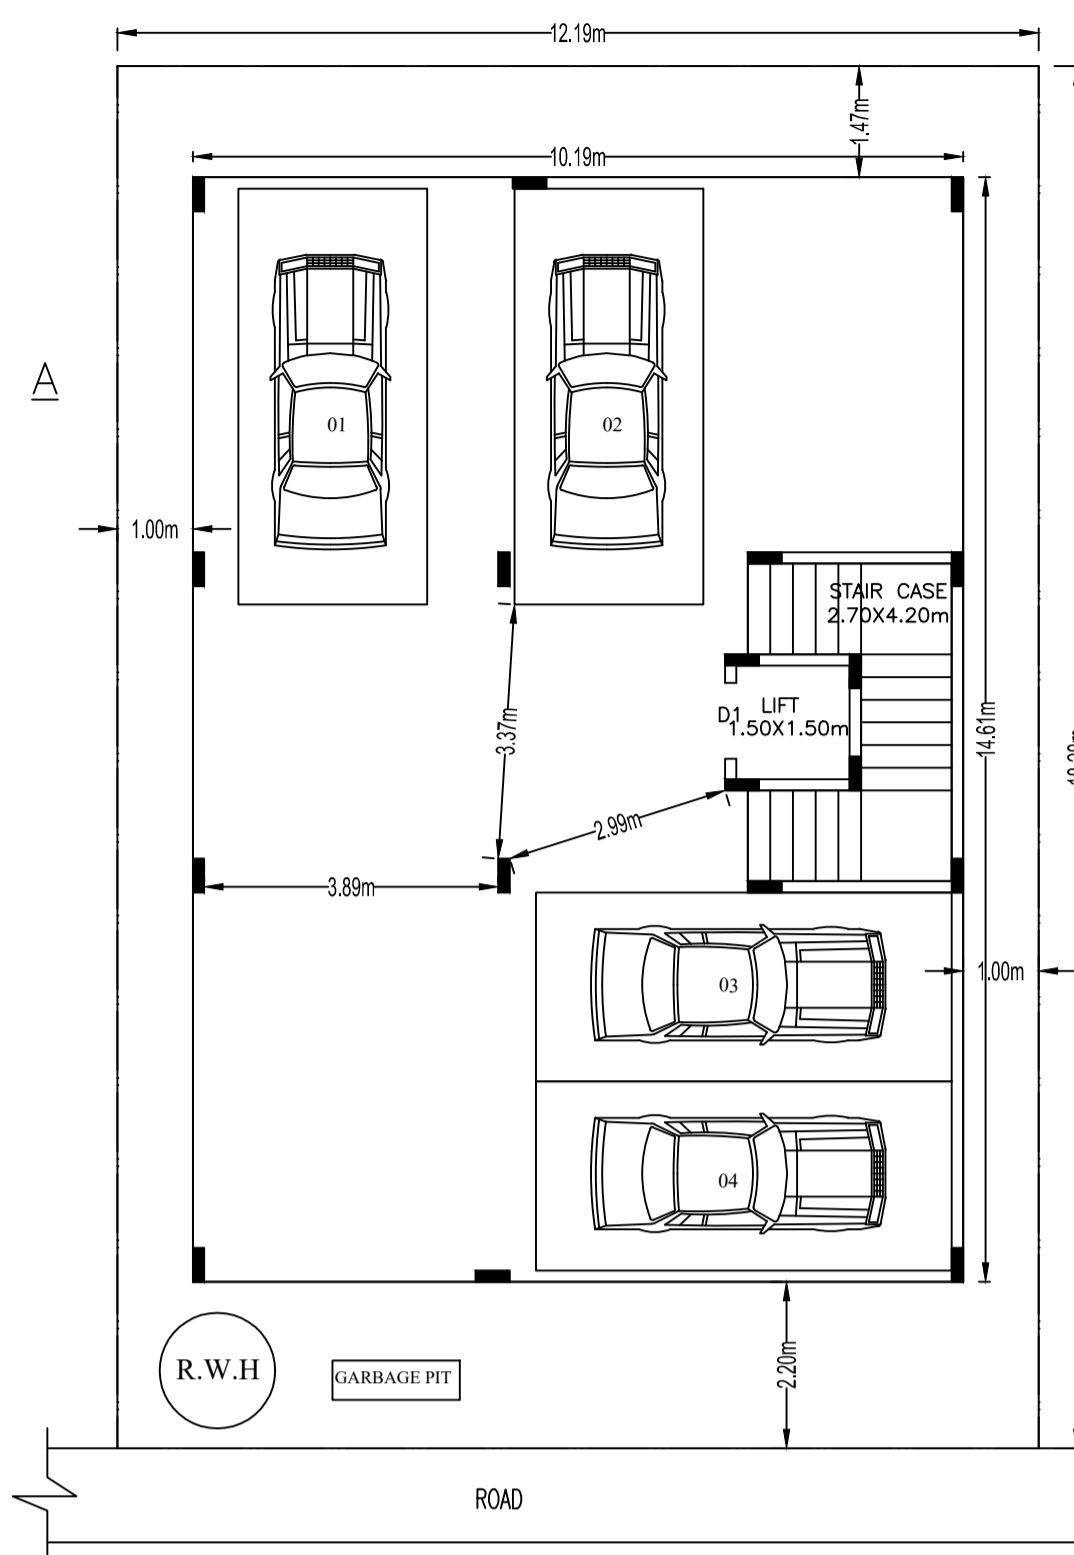 12.19m
1.47m
10.19m
01
02
A
1.00m
STAIR CASE
2.70X4.20m
D1
LIFT
1.50X1.50m
3.37m
14.61m
2.99m
3.89m
03
1.00m
04
2.20m
R.W.H
GARBAGE PIT
ROAD